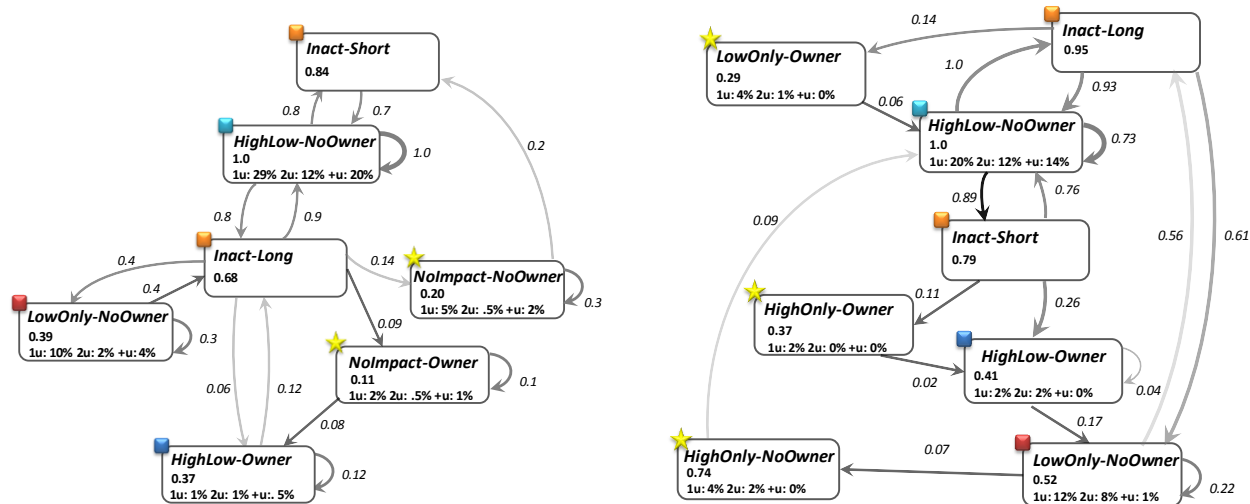 Inact-Short
0.84
0.8
0.7
HighLow-NoOwner
1.0
1u: 29% 2u: 12% +u: 20%
1.0
0.2
0.8
0.9
Inact-Long
0.68
0.4
0.14
NoImpact-NoOwner
0.20
1u: 5% 2u: .5% +u: 2%
0.3
0.4
LowOnly-NoOwner
0.39
1u: 10% 2u: 2% +u: 4%
0.3
0.09
NoImpact-Owner
0.11
1u: 2% 2u: .5% +u: 1%
0.1
0.06
0.12
0.08
HighLow-Owner
0.37
1u: 1% 2u: 1% +u:. 5%
0.12
0.14
Inact-Long
0.95
LowOnly-Owner
0.29
1u: 4% 2u: 1% +u: 0%
1.0
0.93
0.06
HighLow-NoOwner
1.0
1u: 20% 2u: 12% +u: 14%
0.73
0.89
0.76
0.09
Inact-Short
0.79
0.56
0.61
0.11
0.26
HighOnly-Owner
0.37
1u: 2% 2u: 0% +u: 0%
HighLow-Owner
0.41
1u: 2% 2u: 2% +u: 0%
0.02
0.04
0.17
HighOnly-NoOwner
0.74
1u: 4% 2u: 2% +u: 0%
0.07
LowOnly-NoOwner
0.52
1u: 12% 2u: 8% +u: 1%
0.22